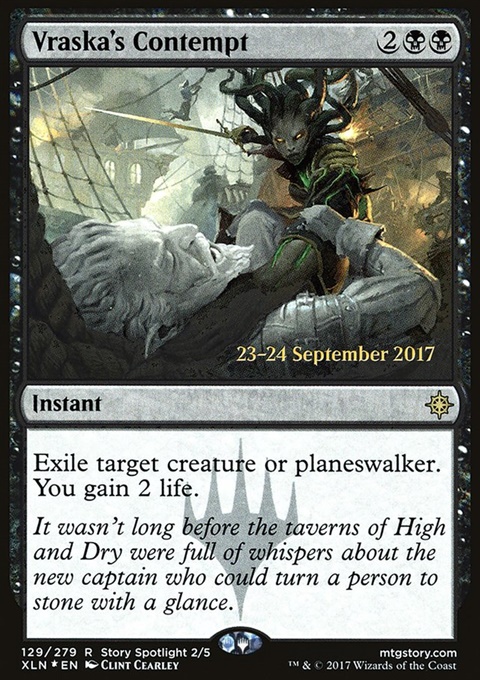 Vraska's Contempt 2
23–24 September 2017
Instant
Exile target creature or planeswalker.
You gain 2 life.
It wasn't long before the taverns of High
and Dry were full of whispers about the
new captain who could turn a person to
stone with a glance.
129/279 R Story Spotlight 2/5 mtgstory.com
XLN★EN Clint Cearley ™ & © 2017 Wizards of the Coast